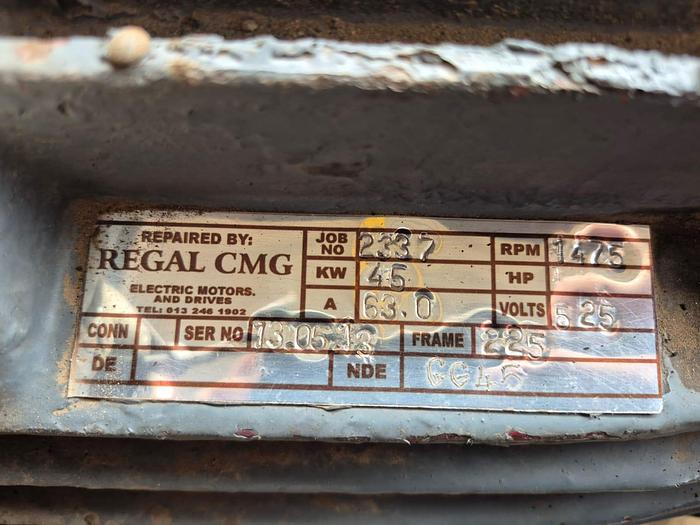 REPAIRED BY:
REGAL CMG
ELECTRIC MOTORS.
AND DRIVES
TEL: 013 246 1902
JOB NO 2337 RPM 1475
KW 45 HP
A 63.0 VOLTS 525
CONN SER NO 13.05.13 FRAME 225
DE NDE